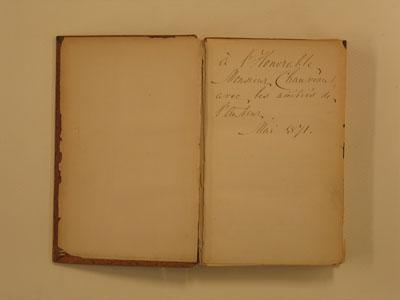 à l'Honorable
Monsieur Chauveau
avec les amitiés de
l'auteur
Mai 1871.